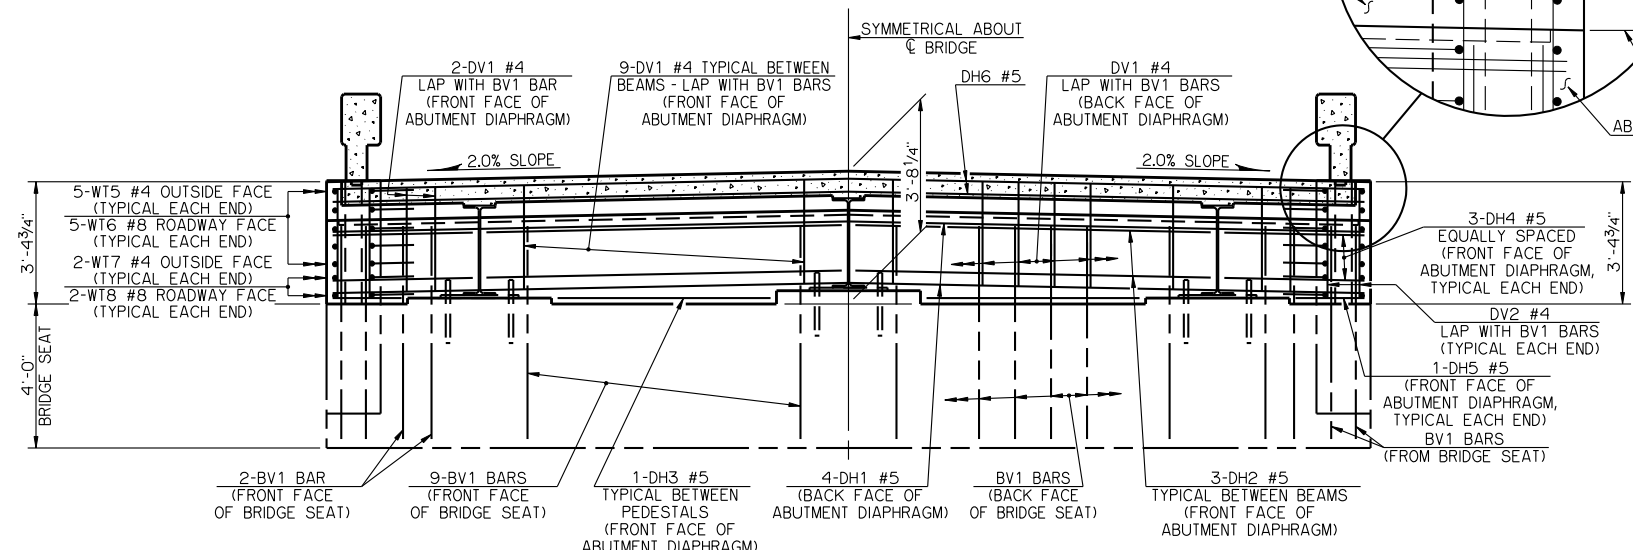 SYMMETRICAL ABOUT
℄ BRIDGE
2-DV1 #4
LAP WITH BV1 BAR
(FRONT FACE OF
ABUTMENT DIAPHRAGM)
9-DV1 #4 TYPICAL BETWEEN
BEAMS - LAP WITH BV1 BARS
(FRONT FACE OF
ABUTMENT DIAPHRAGM)
DH6 #5
DV1 #4
LAP WITH BV1 BARS
(BACK FACE OF
ABUTMENT DIAPHRAGM)
AB
2.0% SLOPE
2.0% SLOPE
3'-8 1/4"
5-WT5 #4 OUTSIDE FACE
(TYPICAL EACH END)
5-WT6 #8 ROADWAY FACE
(TYPICAL EACH END)
2-WT7 #4 OUTSIDE FACE
(TYPICAL EACH END)
2-WT8 #8 ROADWAY FACE
(TYPICAL EACH END)
3'-4 3/4"
4'-0"
BRIDGE SEAT
3-DH4 #5
EQUALLY SPACED
(FRONT FACE OF
ABUTMENT DIAPHRAGM,
TYPICAL EACH END)
3'-4 3/4"
DV2 #4
LAP WITH BV1 BARS
(TYPICAL EACH END)
1-DH5 #5
(FRONT FACE OF
ABUTMENT DIAPHRAGM,
TYPICAL EACH END)
BV1 BARS
(FROM BRIDGE SEAT)
2-BV1 BAR
(FRONT FACE
OF BRIDGE SEAT)
9-BV1 BARS
(FRONT FACE
OF BRIDGE SEAT)
1-DH3 #5
TYPICAL BETWEEN
PEDESTALS
(FRONT FACE OF
ABUTMENT DIAPHRAGM)
4-DH1 #5
(BACK FACE OF
ABUTMENT DIAPHRAGM)
BV1 BARS
(BACK FACE
OF BRIDGE SEAT)
3-DH2 #5
TYPICAL BETWEEN BEAMS
(FRONT FACE OF
ABUTMENT DIAPHRAGM)